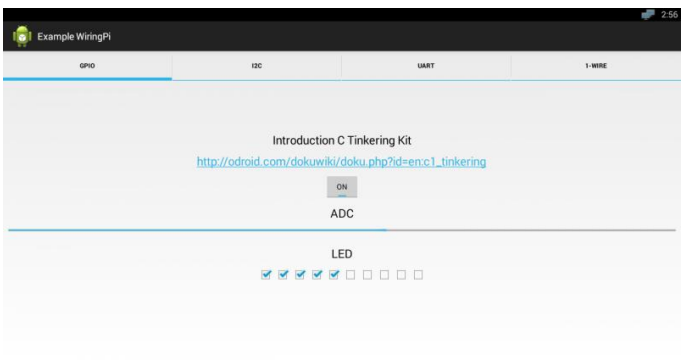 2:56
Example WiringPi
GPIO I2C UART 1-WIRE
Introduction C Tinkering Kit
http://odroid.com/dokuwiki/doku.php?id=en:c1_tinkering
ON
ADC
LED